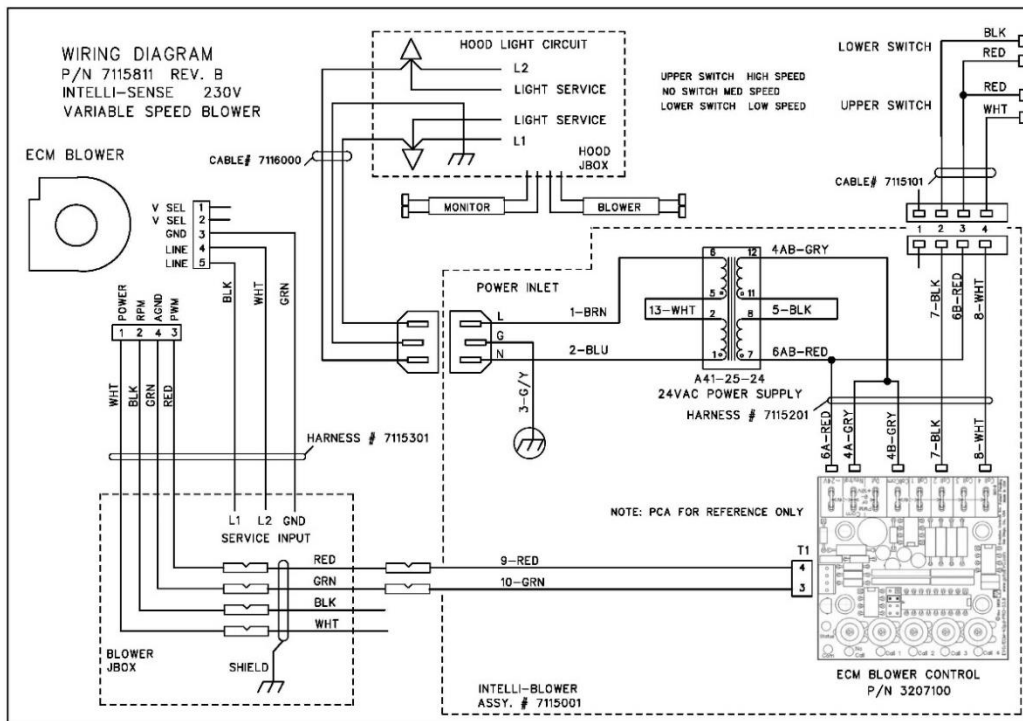 WIRING DIAGRAM
P/N 7115811 REV. B
INTELLI-SENSE 230V
VARIABLE SPEED BLOWER
ECM BLOWER
HOOD LIGHT CIRCUIT
L2
LIGHT SERVICE
LIGHT SERVICE
L1
HOOD
JBOX
CABLE# 7116000
MONITOR
BLOWER
UPPER SWITCH HIGH SPEED
NO SWITCH MED SPEED
LOWER SWITCH LOW SPEED
LOWER SWITCH
UPPER SWITCH
BLK
RED
RED
WHT
CABLE# 7115101
1 2 3 4
7-BLK
6B-RED
8-WHT
V SEL 1
V SEL 2
GND 3
LINE 4
LINE 5
BLK
WHT
GRN
POWER
RPM
AGND
PWM
1 2 4 3
WHT
BLK
GRN
RED
HARNESS # 7115301
POWER INLET
L
G
N
1-BRN
2-BLU
3-G/Y
13-WHT
6 12
5 11
2 8
1 7
4AB-GRY
5-BLK
6AB-RED
A41-25-24
24VAC POWER SUPPLY
HARNESS # 7115201
6A-RED
4A-GRY
4B-GRY
7-BLK
8-WHT
NOTE: PCA FOR REFERENCE ONLY
L1 L2 GND
SERVICE INPUT
RED
GRN
BLK
WHT
9-RED
10-GRN
T1
4
3
BLOWER
JBOX
SHIELD
INTELLI-BLOWER
ASSY. # 7115001
ECM BLOWER CONTROL
P/N 3207100